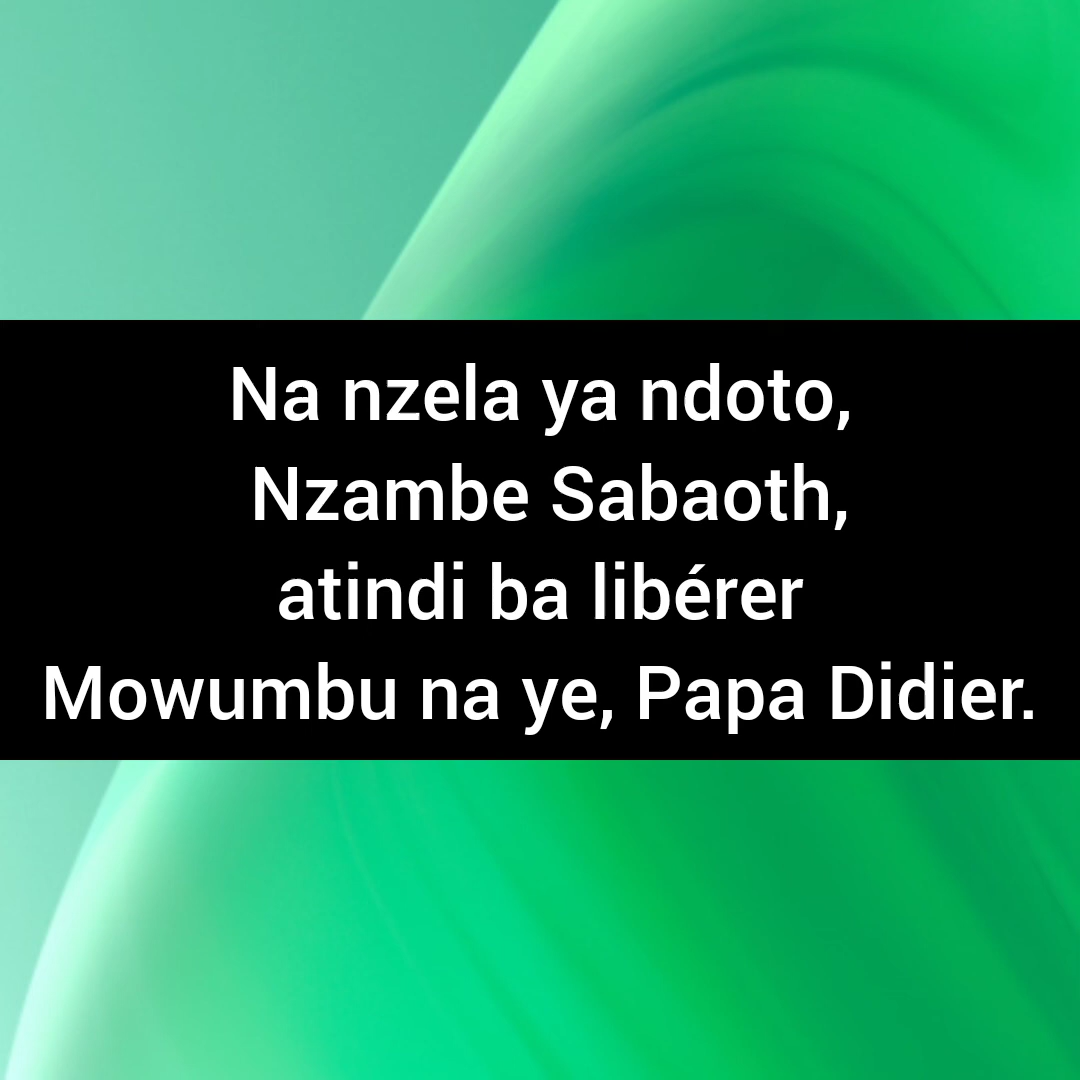 Na nzela ya ndoto,
Nzambe Sabaoth,
atindi ba libérer
Mowumbu na ye, Papa Didier.